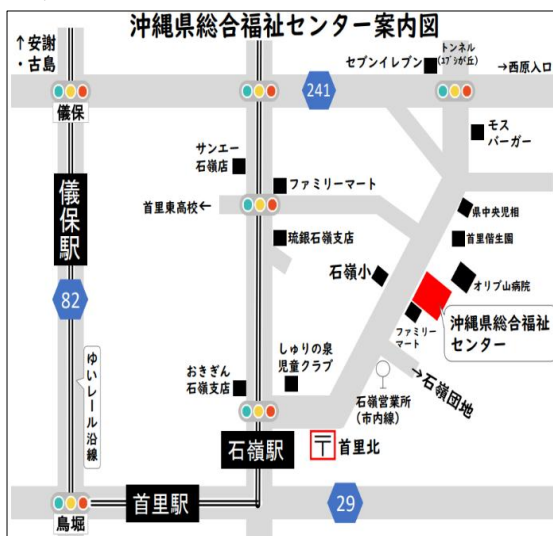 沖縄県総合福祉センター案内図
↑安謝
・古島
セブンイレブン
トンネル
(ｴﾌﾞｼが丘)
→西原入口
儀保
241
モス
バーガー
サンエー
石嶺店
ファミリーマート
首里東高校←
県中央児相
儀保駅
琉銀石嶺支店
首里偕生園
石嶺小
オリブ山病院
82
沖縄県総合福祉
センター
ファミリー
マート
ゆいレール沿線
しゅりの泉
児童クラブ
おきぎん
石嶺支店
→石嶺団地
石嶺営業所
(市内線)
石嶺駅
〒
首里北
首里駅
29
鳥堀